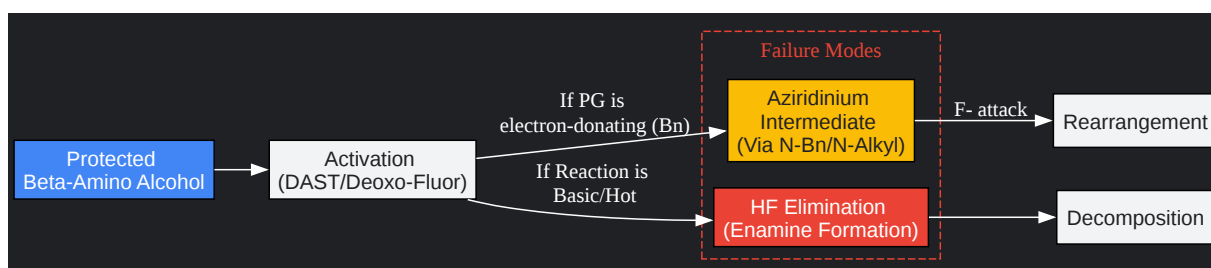 Failure Modes
Protected
Beta-Amino Alcohol
Activation
(DAST/Deoxo-Fluor)
If PG is
electron-donating (Bn)
Aziridinium
Intermediate
(Via N-Bn/N-Alkyl)
F- attack
Rearrangement
If Reaction is
Basic/Hot
HF Elimination
(Enamine Formation)
Decomposition